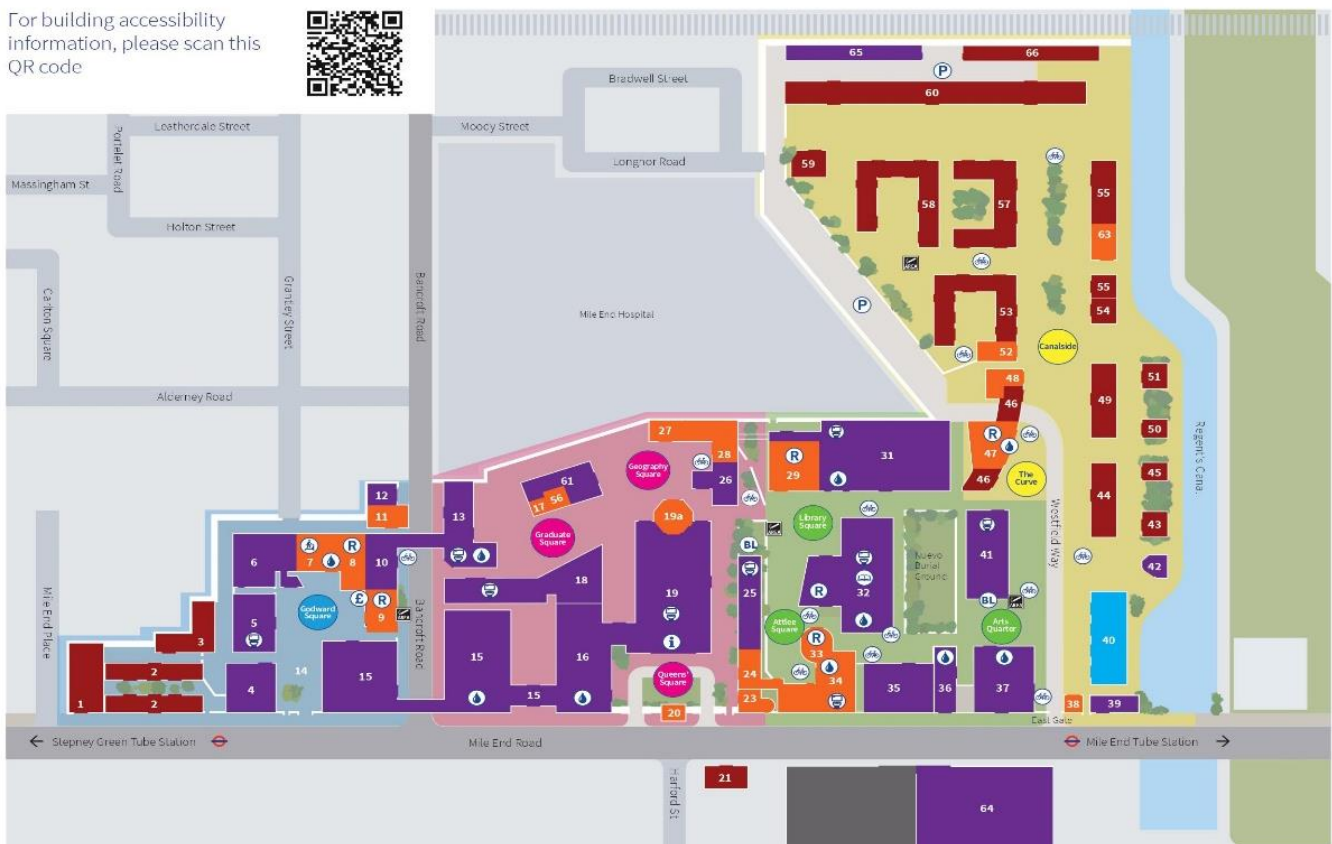 For building accessibility
information, please scan this
QR code
65
66
P
Bradwell Street
60
Leatherdale Street
Moody Street
Portelet Road
Longnor Road
59
Massingham St
58
57
55
Holton Street
63
Carlton Square
Grantley Street
Bancroft Road
Mile End Hospital
P
55
54
53
Canalside
52
48
51
Alderney Road
46
49
50
27
28
R
47
Regent's Canal
Geography
Square
R
29
31
45
61
26
46
The
Curve
44
12
17
56
11
13
19a
Library
Square
43
Graduate
Square
Westfield Way
6
7
R
8
10
BL
41
42
18
Nuevo
Burial
Ground
£
R
9
19
25
R
32
BL
Godward
Square
5
Attlee
Square
Arts
Quarter
40
Mile End Place
3
15
16
i
R
33
2
14
15
24
34
4
Queens'
Square
35
36
37
1
2
15
23
38
39
20
East Gate
Bancroft Road
← Stepney Green Tube Station
Mile End Road
Mile End Tube Station →
Harford St
21
64